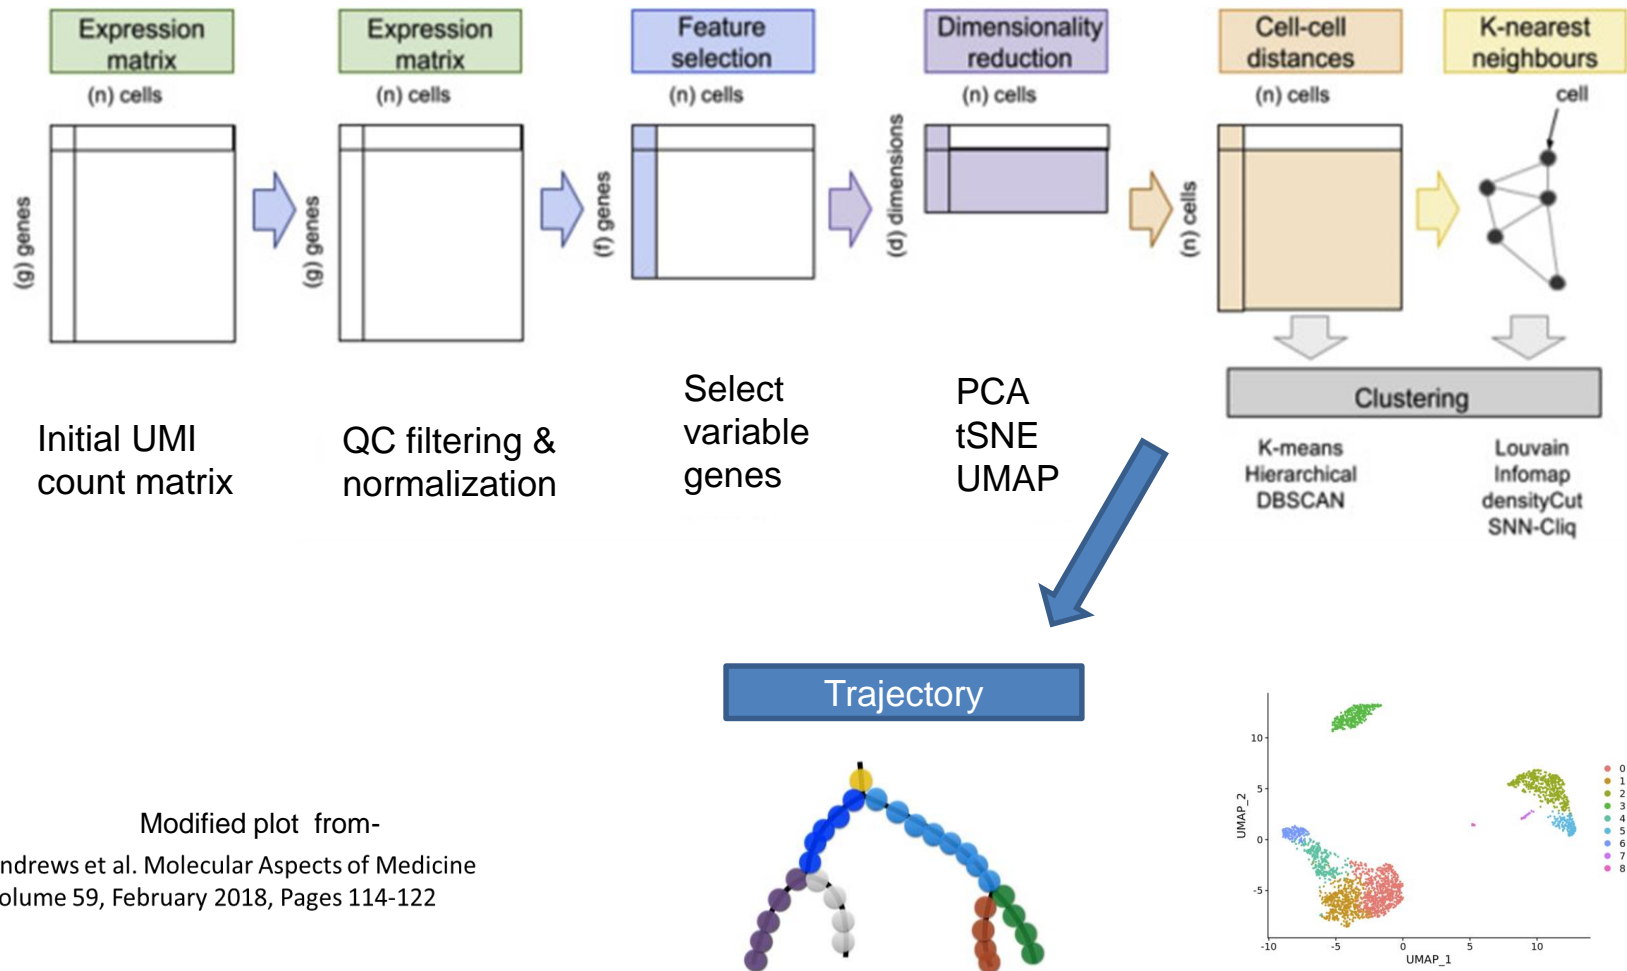 Expression
matrix
Expression
matrix
Feature
selection
Dimensionality
reduction
Cell-cell
distances
K-nearest
neighbours
(n) cells
(n) cells
(n) cells
(n) cells
(n) cells
cell
(g) genes
(g) genes
(f) genes
(d) dimensions
(n) cells
Initial UMI
count matrix
QC filtering &
normalization
Select
variable
genes
PCA
tSNE
UMAP
Clustering
K-means
Hierarchical
DBSCAN
Louvain
Infomap
densityCut
SNN-Cliq
Trajectory
Modified plot from-
ndrews et al. Molecular Aspects of Medicine
olume 59, February 2018, Pages 114-122
UMAP_2
10
5
0
-5
-10
-5
0
5
10
UMAP_1
0
1
2
3
4
5
6
7
8